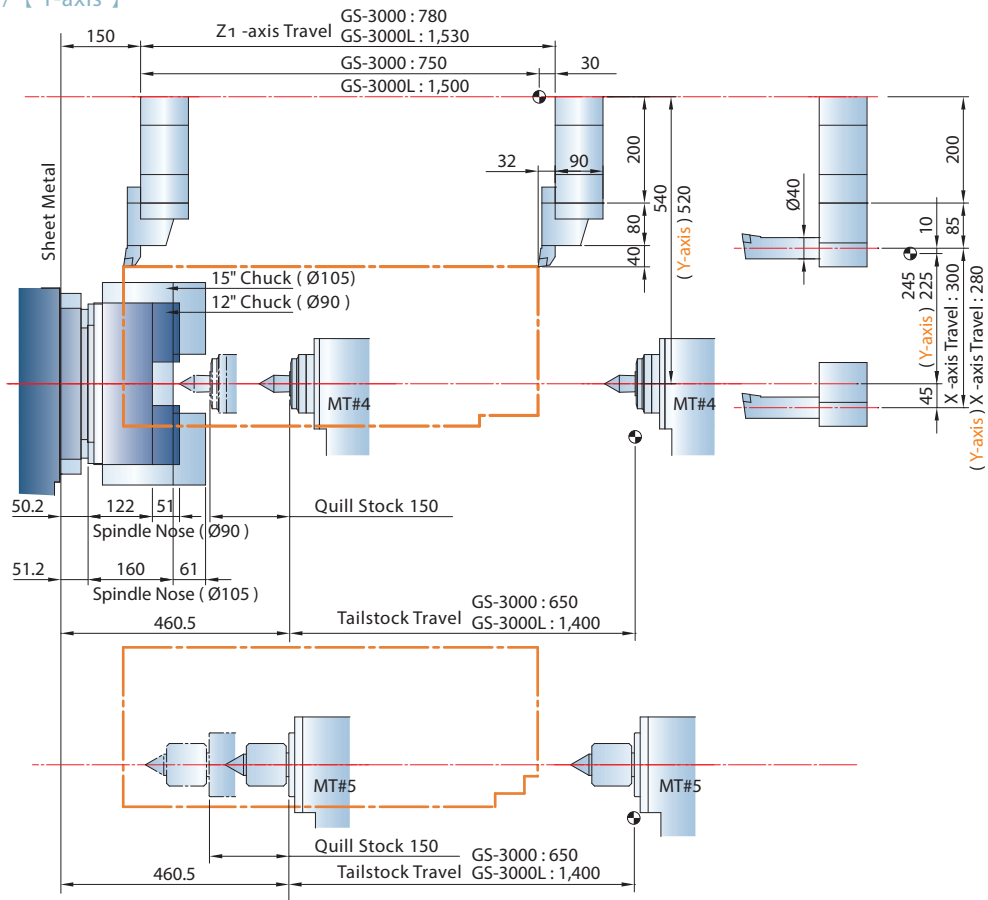 / 【 Y-axis 】
150
Z1 -axis Travel
GS-3000 : 780
GS-3000L : 1,530
GS-3000 : 750
GS-3000L : 1,500
30
Sheet Metal
32
90
200
80
40
540
( Y-axis ) 520
Ø40
200
85
10
245
( Y-axis ) 225
45
X -axis Travel : 300
( Y-axis ) X -axis Travel : 280
15" Chuck ( Ø105 )
12" Chuck ( Ø90 )
MT#4
MT#4
50.2
122
51
Quill Stock 150
Spindle Nose ( Ø90 )
51.2
160
61
Spindle Nose ( Ø105 )
460.5
Tailstock Travel
GS-3000 : 650
GS-3000L : 1,400
MT#5
MT#5
Quill Stock 150
460.5
Tailstock Travel
GS-3000 : 650
GS-3000L : 1,400